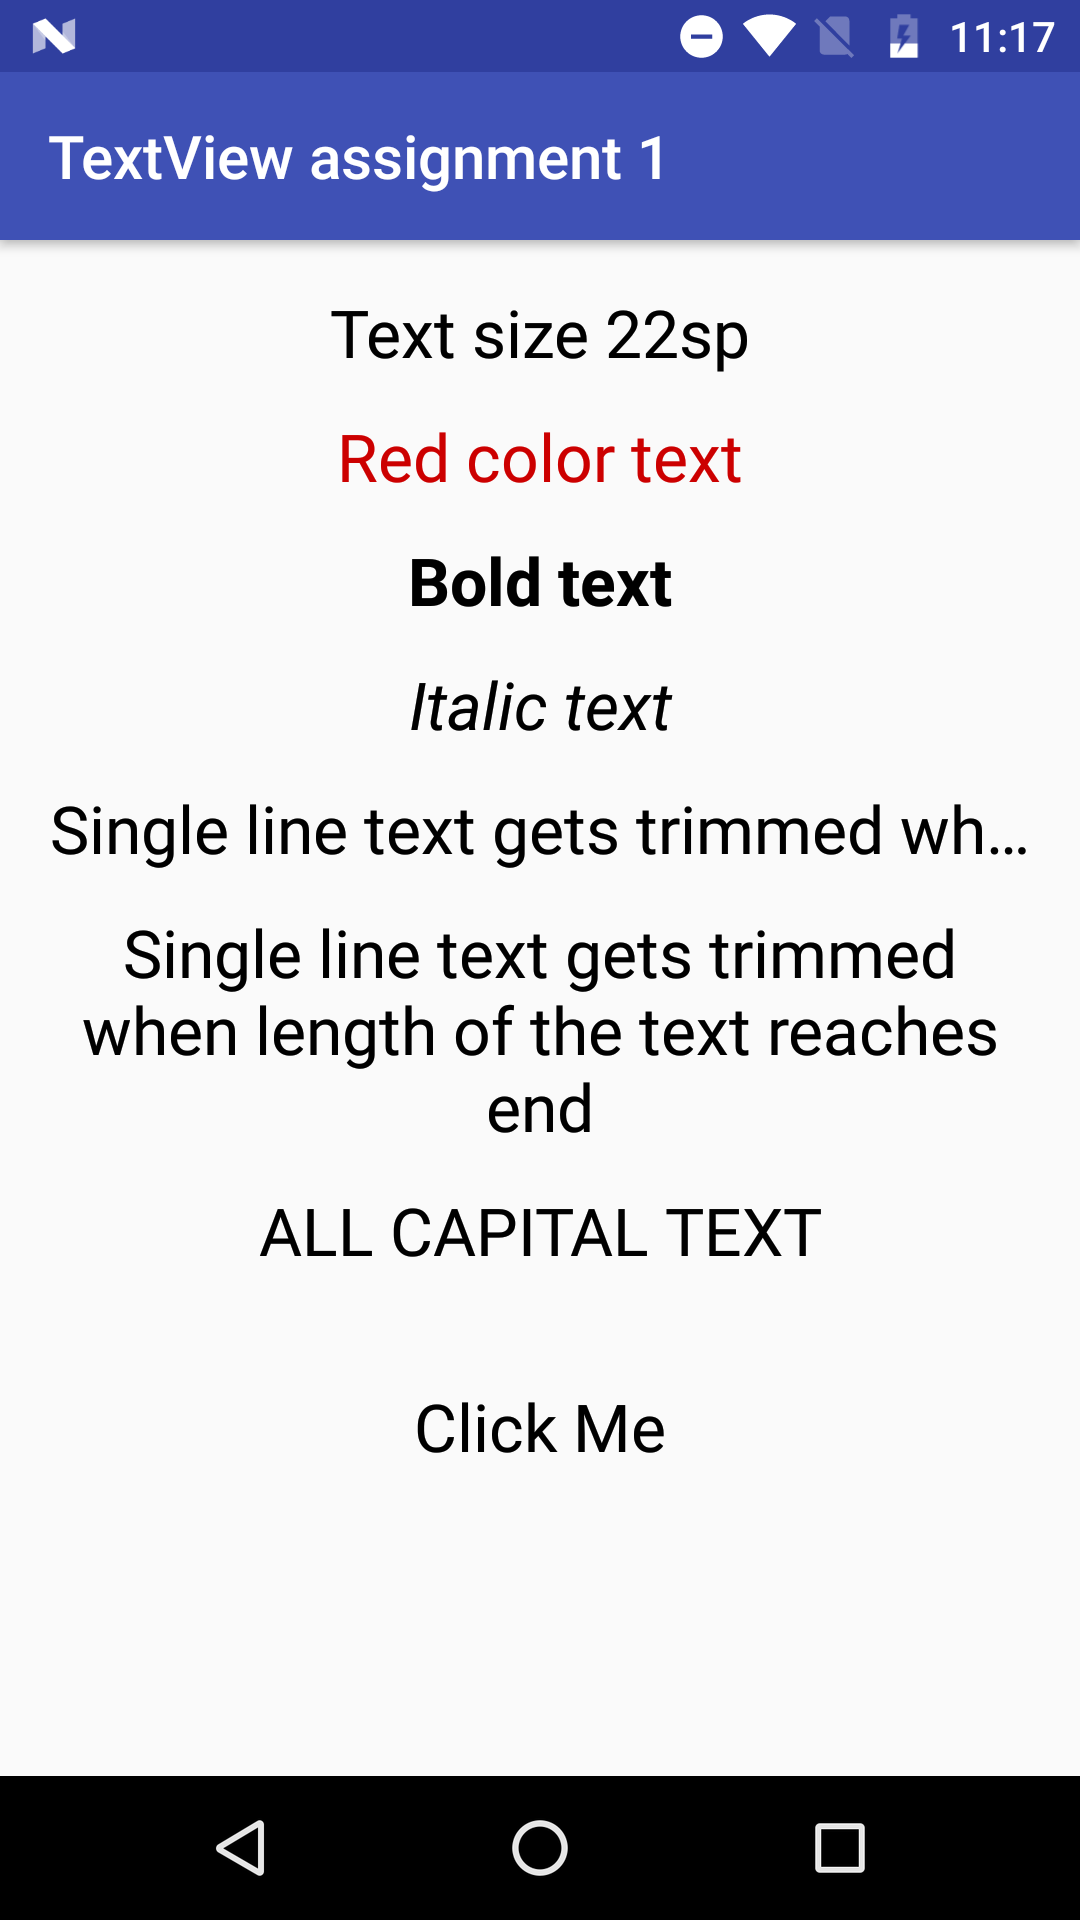 11:17
TextView assignment 1
Text size 22sp
Red color text
Bold text
Italic text
Single line text gets trimmed wh…
Single line text gets trimmed
when length of the text reaches
end
ALL CAPITAL TEXT
Click Me